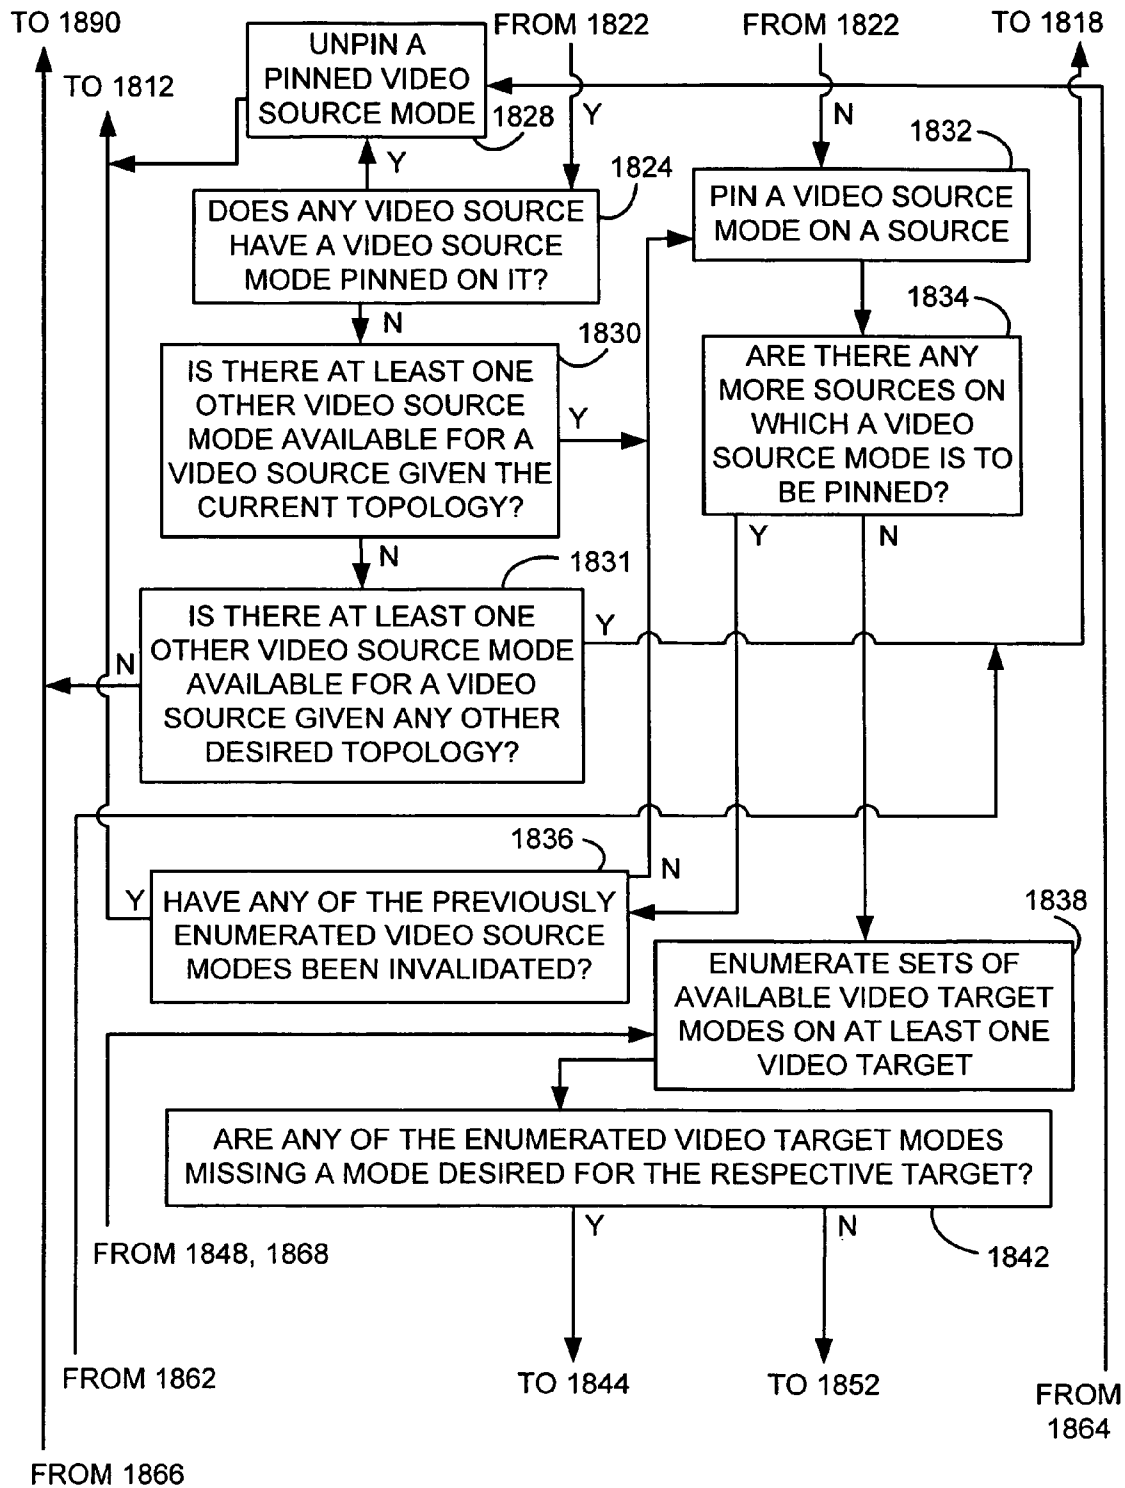 TO 1890
FROM 1822
FROM 1822
TO 1818
UNPIN A
PINNED VIDEO
SOURCE MODE
TO 1812
1828
Y
N
1832
Y
1824
DOES ANY VIDEO SOURCE
HAVE A VIDEO SOURCE
MODE PINNED ON IT?
PIN A VIDEO SOURCE
MODE ON A SOURCE
N
1830
1834
IS THERE AT LEAST ONE
OTHER VIDEO SOURCE
MODE AVAILABLE FOR A
VIDEO SOURCE GIVEN THE
CURRENT TOPOLOGY?
Y
ARE THERE ANY
MORE SOURCES ON
WHICH A VIDEO
SOURCE MODE IS TO
BE PINNED?
Y
N
N
1831
IS THERE AT LEAST ONE
OTHER VIDEO SOURCE MODE
AVAILABLE FOR A VIDEO
SOURCE GIVEN ANY OTHER
DESIRED TOPOLOGY?
Y
N
1836
N
Y
HAVE ANY OF THE PREVIOUSLY
ENUMERATED VIDEO SOURCE
MODES BEEN INVALIDATED?
1838
ENUMERATE SETS OF
AVAILABLE VIDEO TARGET
MODES ON AT LEAST ONE
VIDEO TARGET
ARE ANY OF THE ENUMERATED VIDEO TARGET MODES
MISSING A MODE DESIRED FOR THE RESPECTIVE TARGET?
Y
N
1842
FROM 1848, 1868
FROM 1862
TO 1844
TO 1852
FROM
1864
FROM 1866